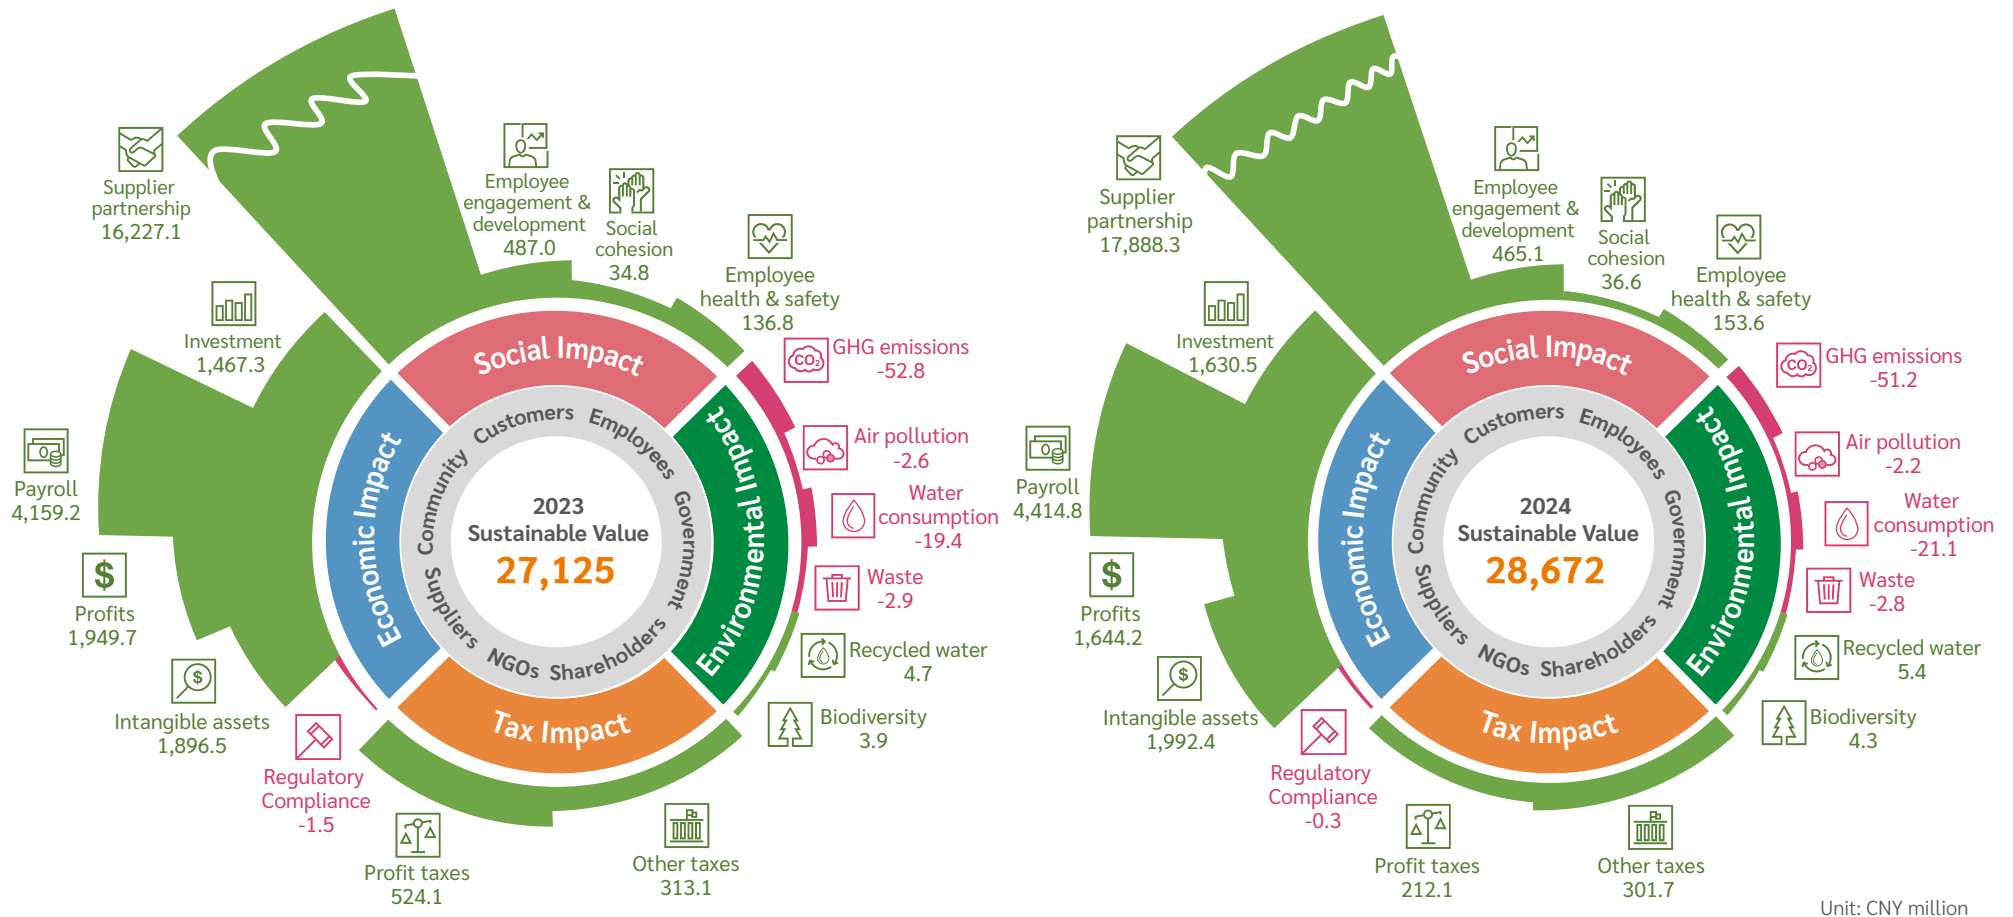 Supplier
partnership
16,227.1
Employee
engagement &
development
487.0
Social
cohesion
34.8
Employee
health & safety
136.8
Investment
1,467.3
Payroll
4,159.2
$
Profits
1,949.7
$
Intangible assets
1,896.5
Regulatory
Compliance
-1.5
Profit taxes
524.1
Other taxes
313.1
CO₂
GHG emissions
-52.8
Air pollution
-2.6
Water
consumption
-19.4
Waste
-2.9
Recycled water
4.7
Biodiversity
3.9
Social Impact
Environmental Impact
Tax Impact
Economic Impact
Customers
Employees
Government
Shareholders
NGOs
Suppliers
Community
2023
Sustainable Value
27,125
Supplier
partnership
17,888.3
Employee
engagement &
development
465.1
Social
cohesion
36.6
Employee
health & safety
153.6
Investment
1,630.5
Payroll
4,414.8
$
Profits
1,644.2
$
Intangible assets
1,992.4
Regulatory
Compliance
-0.3
Profit taxes
212.1
Other taxes
301.7
CO₂
GHG emissions
-51.2
Air pollution
-2.2
Water
consumption
-21.1
Waste
-2.8
Recycled water
5.4
Biodiversity
4.3
Social Impact
Environmental Impact
Tax Impact
Economic Impact
Customers
Employees
Government
Shareholders
NGOs
Suppliers
Community
2024
Sustainable Value
28,672
Unit: CNY million